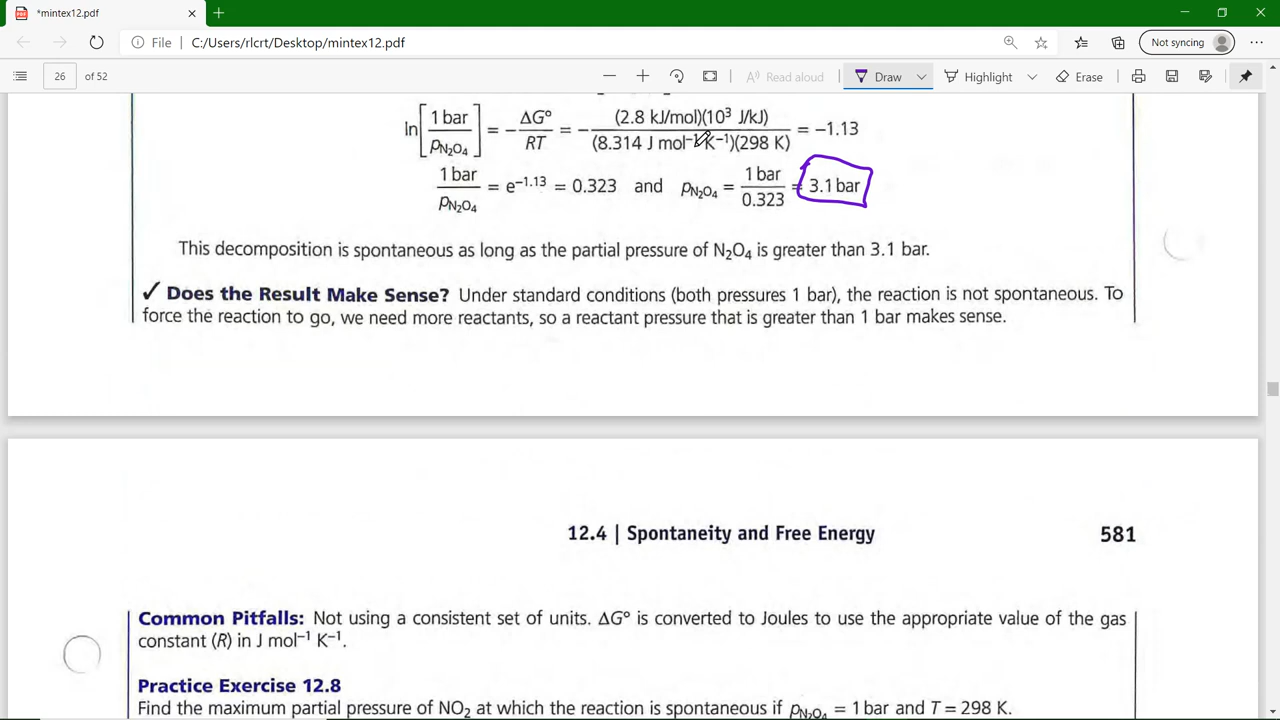 *mintex12.pdf
File C:/Users/rlcrt/Desktop/mintex12.pdf Not syncing
26 of 52 Read aloud Draw Highlight Erase
ln[1 bar / pN₂O₄] = −ΔG° / RT = −(2.8 kJ/mol)(10³ J/kJ) / (8.314 J mol⁻¹ K⁻¹)(298 K) = −1.13
1 bar / pN₂O₄ = e⁻¹·¹³ = 0.323 and pN₂O₄ = 1 bar / 0.323 = 3.1 bar
This decomposition is spontaneous as long as the partial pressure of N₂O₄ is greater than 3.1 bar.
✓ Does the Result Make Sense? Under standard conditions (both pressures 1 bar), the reaction is not spontaneous. To
force the reaction to go, we need more reactants, so a reactant pressure that is greater than 1 bar makes sense.
12.4 | Spontaneity and Free Energy 581
Common Pitfalls: Not using a consistent set of units. ΔG° is converted to Joules to use the appropriate value of the gas
constant (R) in J mol⁻¹ K⁻¹.
Practice Exercise 12.8
Find the maximum partial pressure of NO₂ at which the reaction is spontaneous if pN₂O₄ = 1 bar and T = 298 K.